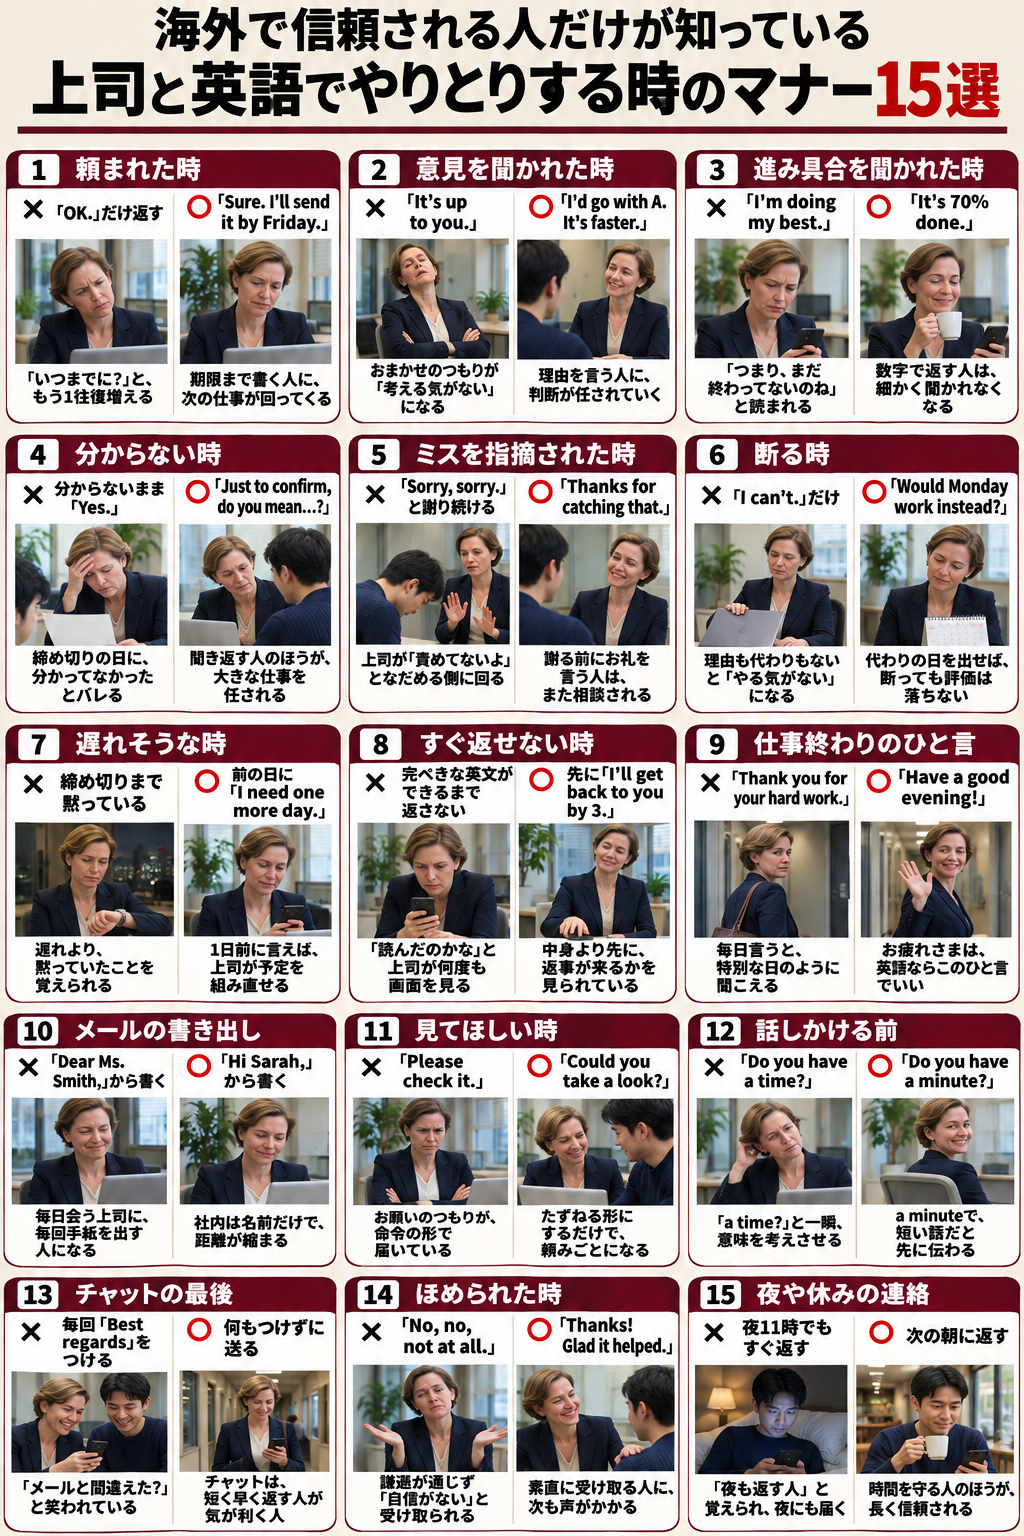 海外で信頼される人だけが知っている
上司と英語でやりとりする時のマナー15選
1 頼まれた時
× 「OK.」だけ返す
○ 「Sure. I'll send
it by Friday.」
「いつまでに?」と、
もう1往復増える
期限まで書く人に、
次の仕事が回ってくる
2 意見を聞かれた時
× 「It's up
to you.」
○ 「I'd go with A.
It's faster.」
おまかせのつもりが
「考える気がない」
になる
理由を言う人に、
判断が任されていく
3 進み具合を聞かれた時
× 「I'm doing
my best.」
○ 「It's 70%
done.」
「つまり、まだ
終わってないのね」
と読まれる
数字で返す人は、
細かく聞かれなく
なる
4 分からない時
× 分からないまま
「Yes.」
○ 「Just to confirm,
do you mean...?」
締め切りの日に、
分かってなかった
とバレる
聞き返す人のほうが、
大きな仕事を
任される
5 ミスを指摘された時
× 「Sorry, sorry.」
と謝り続ける
○ 「Thanks for
catching that.」
上司が「責めてないよ」
となだめる側に回る
謝る前にお礼を
言う人は、
また相談される
6 断る時
× 「I can't.」だけ
○ 「Would Monday
work instead?」
理由も代わりもない
と「やる気がない」
になる
代わりの日を出せば、
断っても評価は
落ちない
7 遅れそうな時
× 締め切りまで
黙っている
○ 前の日に
「I need one
more day.」
遅れより、
黙っていたことを
覚えられる
1日前に言えば、
上司が予定を
組み直せる
8 すぐ返せない時
× 完ぺきな英文が
できるまで
返さない
○ 先に「I'll get
back to you
by 3.」
「読んだのかな」と
上司が何度も
画面を見る
中身より先に、
返事が来るかを
見られている
9 仕事終わりのひと言
× 「Thank you for
your hard work.」
○ 「Have a good
evening!」
毎日言うと、
特別な日のように
聞こえる
お疲れさまは、
英語ならこのひと言
でいい
10 メールの書き出し
× 「Dear Ms.
Smith,」から書く
○ 「Hi Sarah,」
から書く
毎日会う上司に、
毎回手紙を出す
人になる
社内は名前だけで、
距離が縮まる
11 見てほしい時
× 「Please
check it.」
○ 「Could you
take a look?」
お願いのつもりが、
命令の形で
届いている
たずねる形に
するだけで、
頼みごとになる
12 話しかける前
× 「Do you have
a time?」
○ 「Do you have
a minute?」
「a time?」と一瞬、
意味を考えさせる
a minuteで、
短い話だと
先に伝わる
13 チャットの最後
× 毎回「Best
regards」を
つける
○ 何もつけずに
送る
「メールと間違えた?」
と笑われている
チャットは、
短く早く返す人が
気が利く人
14 ほめられた時
× 「No, no,
not at all.」
○ 「Thanks!
Glad it helped.」
謙遜が通じず
「自信がない」と
受け取られる
素直に受け取る人に、
次も声がかかる
15 夜や休みの連絡
× 夜11時でも
すぐ返す
○ 次の朝に返す
「夜も返す人」と
覚えられ、夜にも届く
時間を守る人のほうが、
長く信頼される